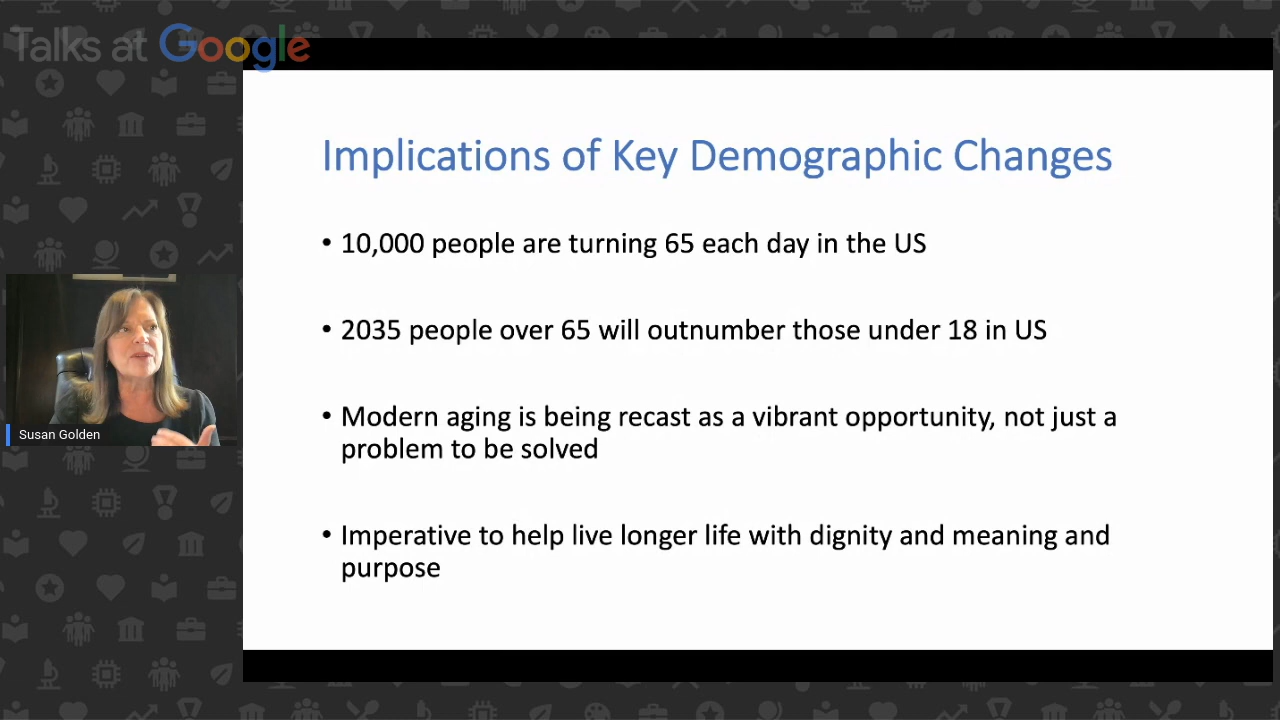 Talks at Google
Implications of Key Demographic Changes
• 10,000 people are turning 65 each day in the US
• 2035 people over 65 will outnumber those under 18 in US
• Modern aging is being recast as a vibrant opportunity, not just a
problem to be solved
• Imperative to help live longer life with dignity and meaning and
purpose
Susan Golden